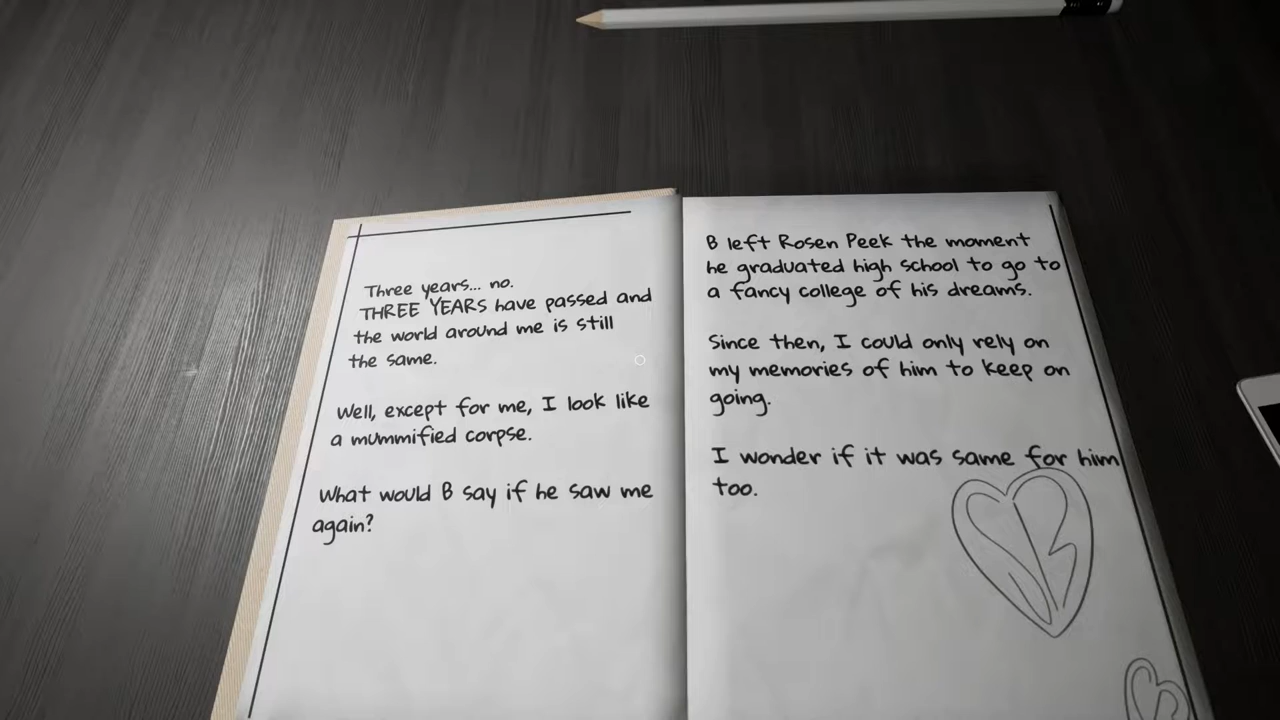 Three years... no.
THREE YEARS have passed and
the world around me is still
the same.
Well, except for me, I look like
a mummified corpse.
What would B say if he saw me
again?
B left Rosen Peek the moment
he graduated high school to go to
a fancy college of his dreams.
Since then, I could only rely on
my memories of him to keep on
going.
I wonder if it was same for him
too.